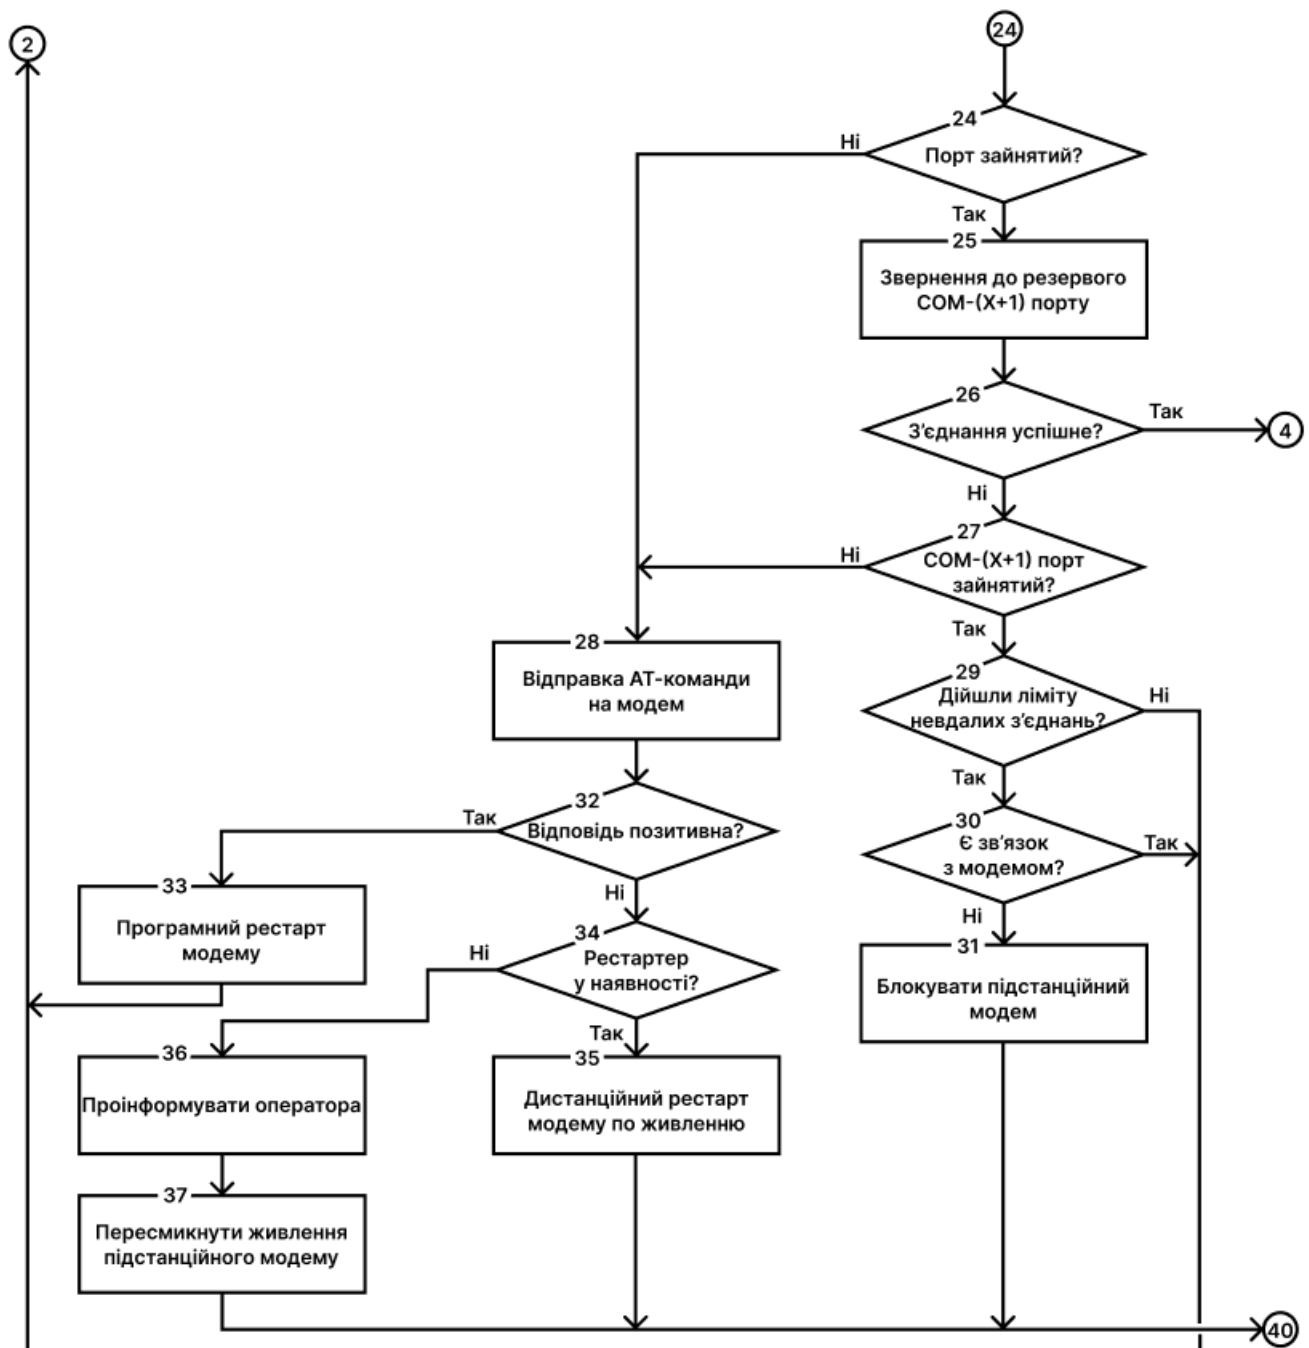 2
24
24
Ні
Порт зайнятий?
Так
25
Звернення до резервого
COM-(X+1) порту
26
Так
З'єднання успішне?
4
Ні
27
Ні
COM-(X+1) порт
зайнятий?
Так
28
Відправка АТ-команди
на модем
29
Дійшли ліміту
невдалих з'єднань?
Ні
Так
32
Так
Відповідь позитивна?
30
Є зв'язок
з модемом?
Так
33
Програмний рестарт
модему
Ні
Ні
34
Ні
Рестартер
у наявності?
31
Блокувати підстанційний
модем
Так
36
Проінформувати оператора
35
Дистанційний рестарт
модему по живленню
37
Пересмикнути живлення
підстанційного модему
40